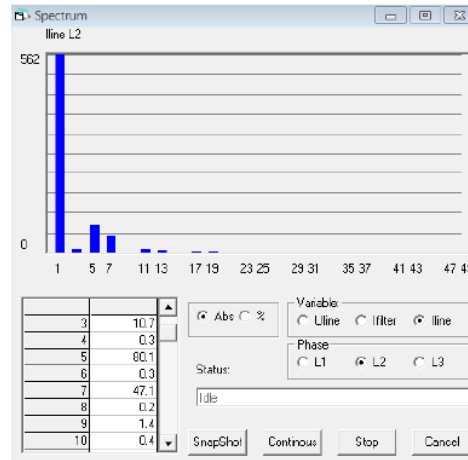 Spectrum
Iline L2
562
0
1 5 7 11 13 17 19 23 25 29 31 35 37 41 43 47 49
3 10.7
4 0.3
5 80.1
6 0.3
7 47.1
8 0.2
9 1.4
10 0.4
Abs %
Status:
Idle
Variable:
Uline Ifilter Iline
Phase
L1 L2 L3
SnapShot Continous Stop Cancel